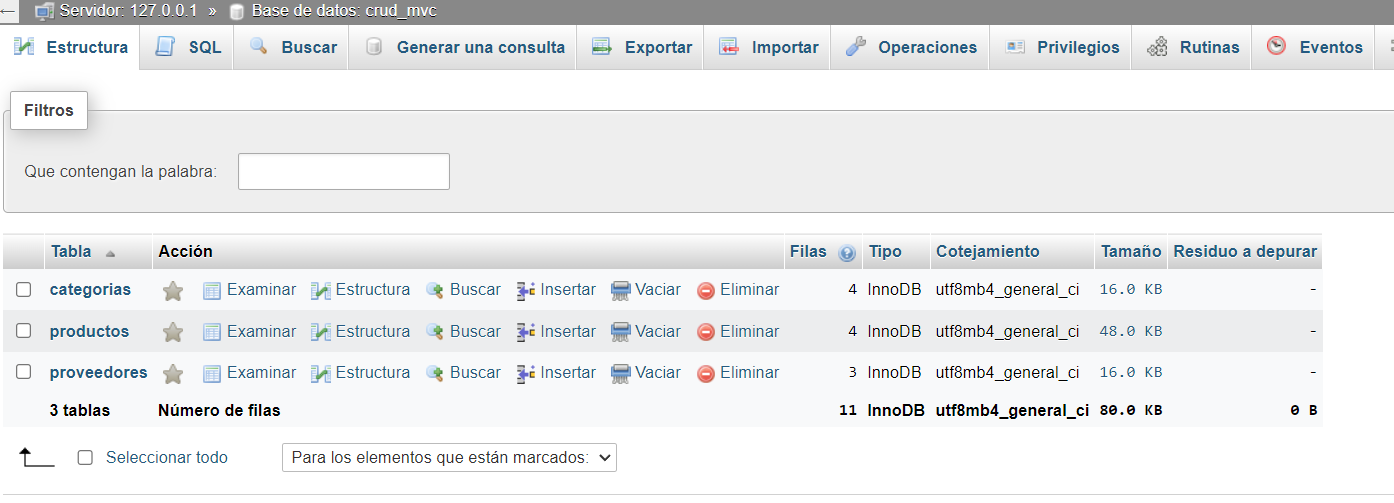 Servidor: 127.0.0.1 » Base de datos: crud_mvc
Estructura SQL Buscar Generar una consulta Exportar Importar Operaciones Privilegios Rutinas Eventos
Filtros
Que contengan la palabra:
Tabla Acción Filas Tipo Cotejamiento Tamaño Residuo a depurar
categorias Examinar Estructura Buscar Insertar Vaciar Eliminar 4 InnoDB utf8mb4_general_ci 16.0 KB -
productos Examinar Estructura Buscar Insertar Vaciar Eliminar 4 InnoDB utf8mb4_general_ci 48.0 KB -
proveedores Examinar Estructura Buscar Insertar Vaciar Eliminar 3 InnoDB utf8mb4_general_ci 16.0 KB -
3 tablas Número de filas 11 InnoDB utf8mb4_general_ci 80.0 KB 0 B
Seleccionar todo Para los elementos que están marcados: